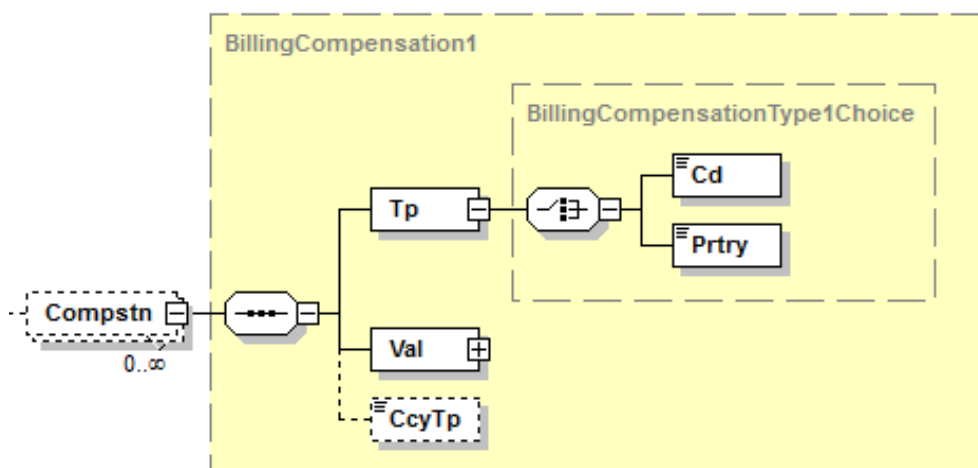 BillingCompensation1
BillingCompensationType1Choice
Cd
Tp
Prtry
Compstn
0..∞
Val
CcyTp